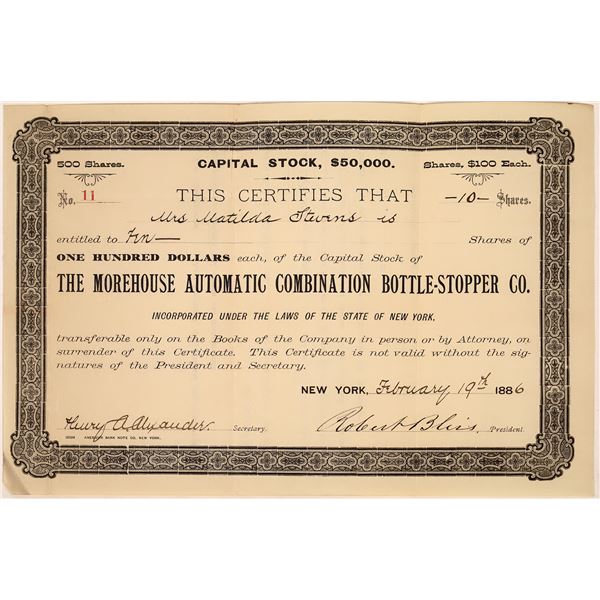 500 Shares. CAPITAL STOCK, $50,000. Shares, $100 Each.
No. 11 THIS CERTIFIES THAT -10- Shares.
Mrs Matilda Stevens is
entitled to Ten Shares of
ONE HUNDRED DOLLARS each, of the Capital Stock of
THE MOREHOUSE AUTOMATIC COMBINATION BOTTLE-STOPPER CO.
INCORPORATED UNDER THE LAWS OF THE STATE OF NEW YORK,
transferable only on the Books of the Company in person or by Attorney, on
surrender of this Certificate. This Certificate is not valid without the sig-
natures of the President and Secretary.
NEW YORK, February 19th 1886
Henry A. Alexander. Secretary. Robert Bliss, President.
AMERICAN BANK NOTE CO. NEW YORK.